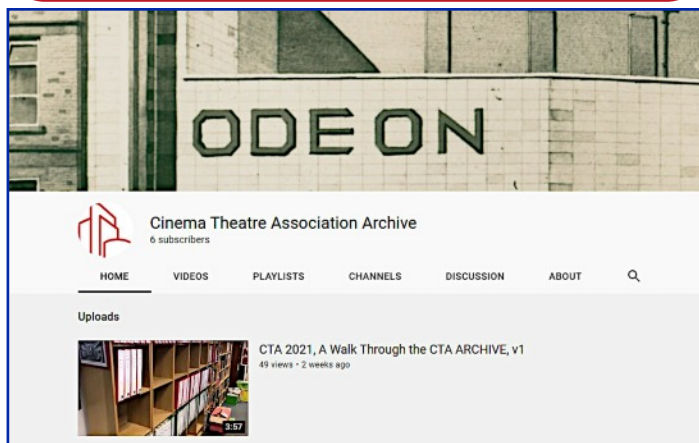 ODEON
Cinema Theatre Association Archive
6 subscribers
HOME VIDEOS PLAYLISTS CHANNELS DISCUSSION ABOUT
Uploads
CTA 2021, A Walk Through the CTA ARCHIVE, v1
49 views • 2 weeks ago
3:57